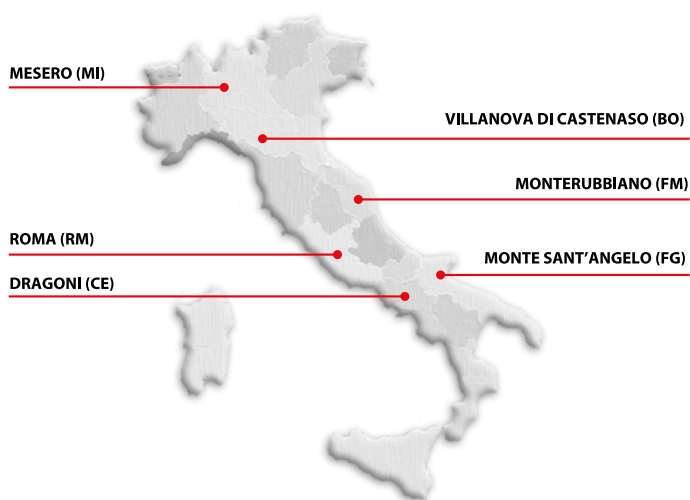 MESERO (MI)
VILLANOVA DI CASTENASO (BO)
MONTERUBBIANO (FM)
ROMA (RM)
MONTE SANT'ANGELO (FG)
DRAGONI (CE)